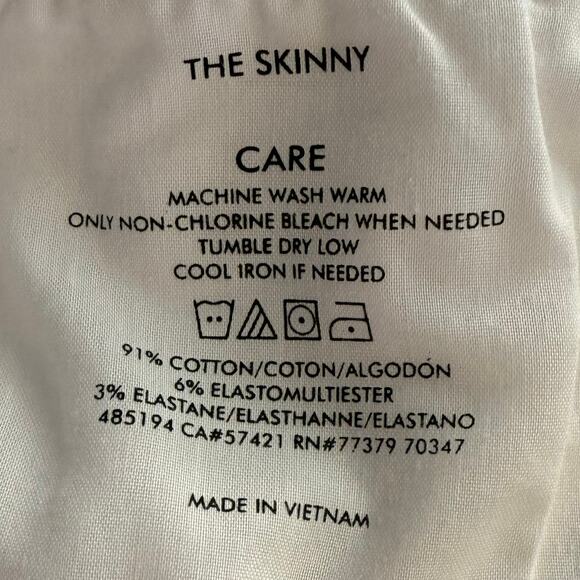 THE SKINNY
CARE
MACHINE WASH WARM
ONLY NON-CHLORINE BLEACH WHEN NEEDED
TUMBLE DRY LOW
COOL IRON IF NEEDED
91% COTTON/COTON/ALGODÓN
6% ELASTOMULTIESTER
3% ELASTANE/ELASTHANNE/ELASTANO
485194 CA#57421 RN#77379 70347
MADE IN VIETNAM